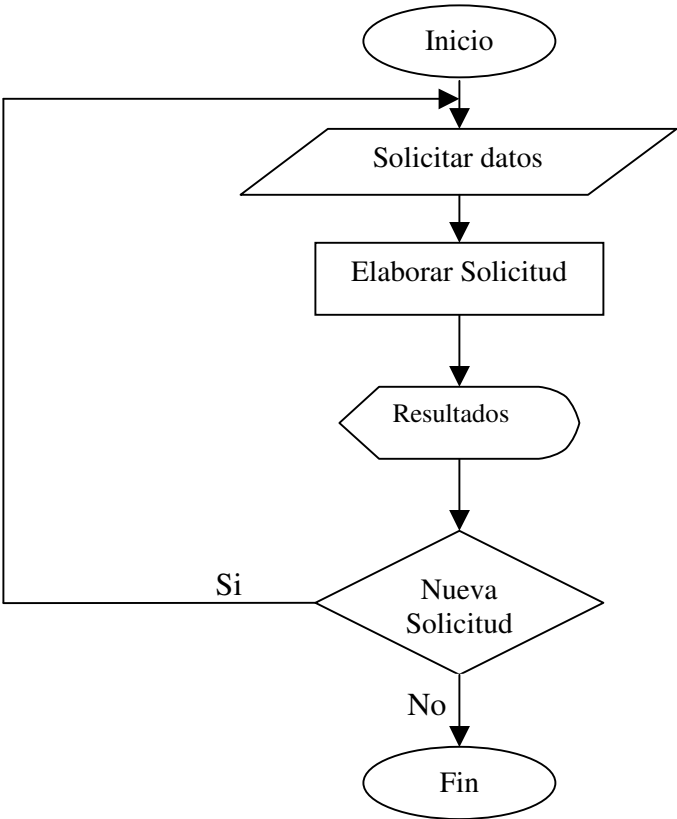 Inicio
Solicitar datos
Elaborar Solicitud
Resultados
Si
Nueva
Solicitud
No
Fin